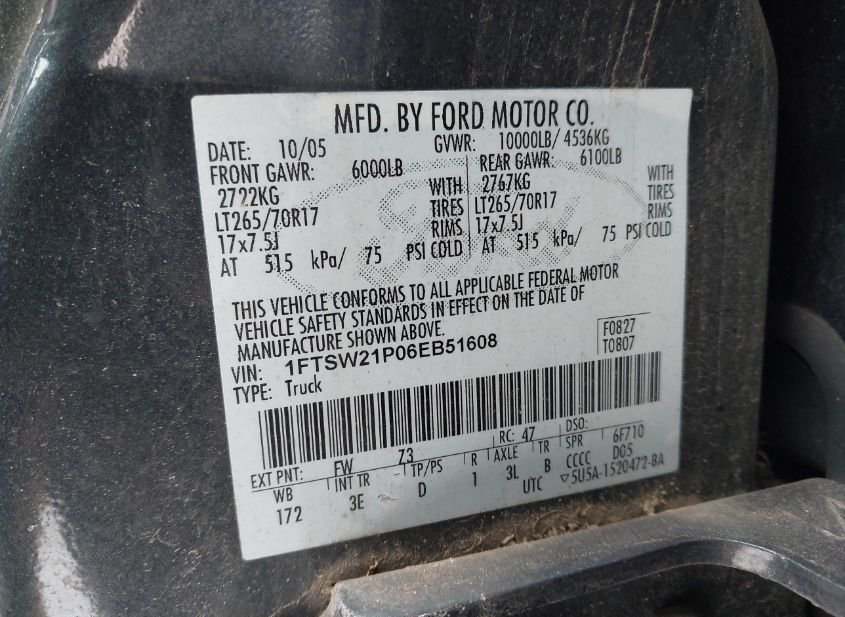 MFD. BY FORD MOTOR CO.
DATE: 10/05 GVWR: 10000LB/ 4536KG
FRONT GAWR: 6000LB REAR GAWR: 6100LB
2722KG WITH 2767KG WITH
LT265/70R17 TIRES LT265/70R17 TIRES
17x7.5J RIMS 17x7.5J RIMS
AT 515 kPa/ 75 PSI COLD AT 515 kPa/ 75 PSI COLD
THIS VEHICLE CONFORMS TO ALL APPLICABLE FEDERAL MOTOR
VEHICLE SAFETY STANDARDS IN EFFECT ON THE DATE OF
MANUFACTURE SHOWN ABOVE.
F0827
VIN: 1FTSW21P06EB51608
T0807
TYPE: Truck
EXT PNT: FW Z3 RC: 47 DSO:
WB INT TR TP/PS R AXLE TR SPR 6F710
172 3E D 1 3L B CCCC D05
UTC ▽5U5A-1520472-BA